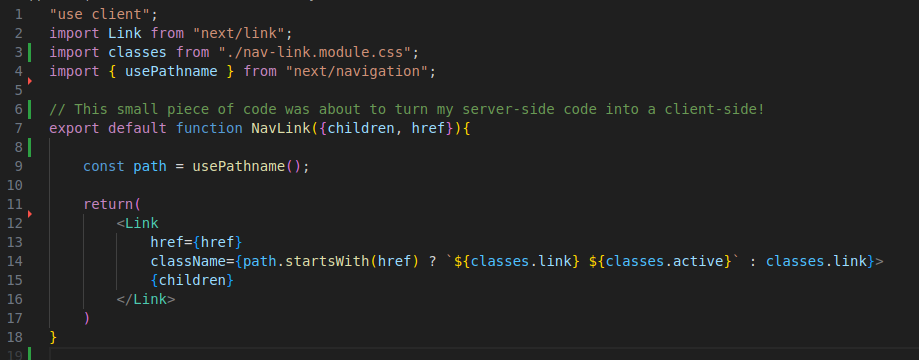 1 "use client";
2 import Link from "next/link";
3 import classes from "./nav-link.module.css";
4 import { usePathname } from "next/navigation";
5
6 // This small piece of code was about to turn my server-side code into a client-side!
7 export default function NavLink({children, href}){
8
9     const path = usePathname();
10
11     return(
12         <Link
13             href={href}
14             className={path.startsWith(href) ? `${classes.link} ${classes.active}` : classes.link}>
15             {children}
16         </Link>
17     )
18 }
19